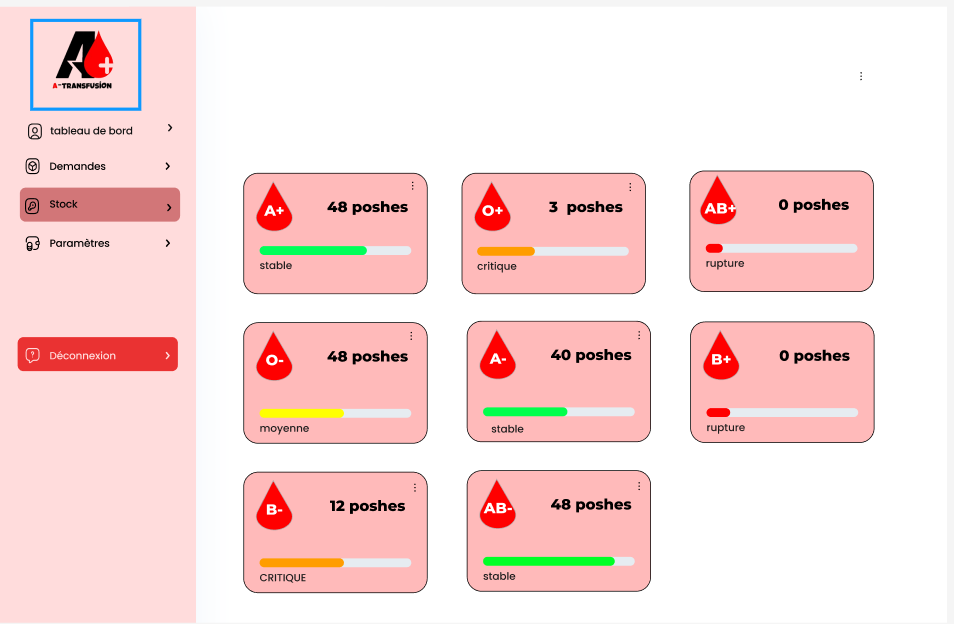 A-TRANSFUSION
tableau de bord
Demandes
Stock
Paramètres
Déconnexion
A+
48 poshes
stable
O+
3 poshes
critique
AB+
0 poshes
rupture
O-
48 poshes
moyenne
A-
40 poshes
stable
B+
0 poshes
rupture
B-
12 poshes
CRITIQUE
AB-
48 poshes
stable